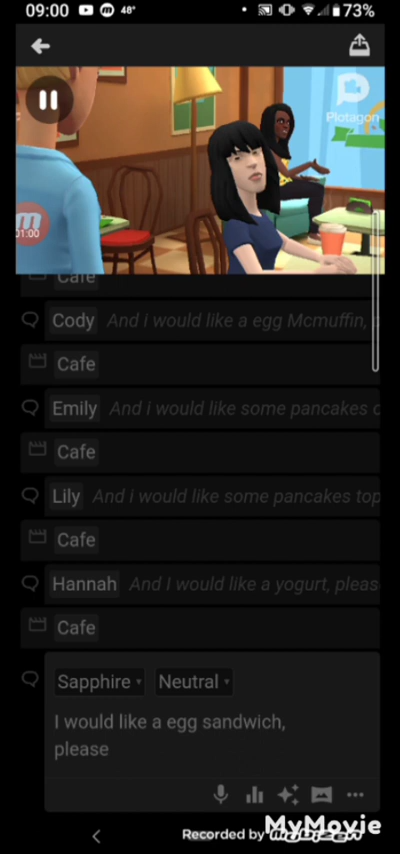 09:00 48° 73%
Plotagon
01:00
Cafe
Cody And i would like a egg Mcmuffin,
Cafe
Emily And i would like some pancakes
Cafe
Lily And i would like some pancakes top
Cafe
Hannah And I would like a yogurt, pleas
Cafe
Sapphire Neutral
I would like a egg sandwich,
please
MyMovie
Recorded by